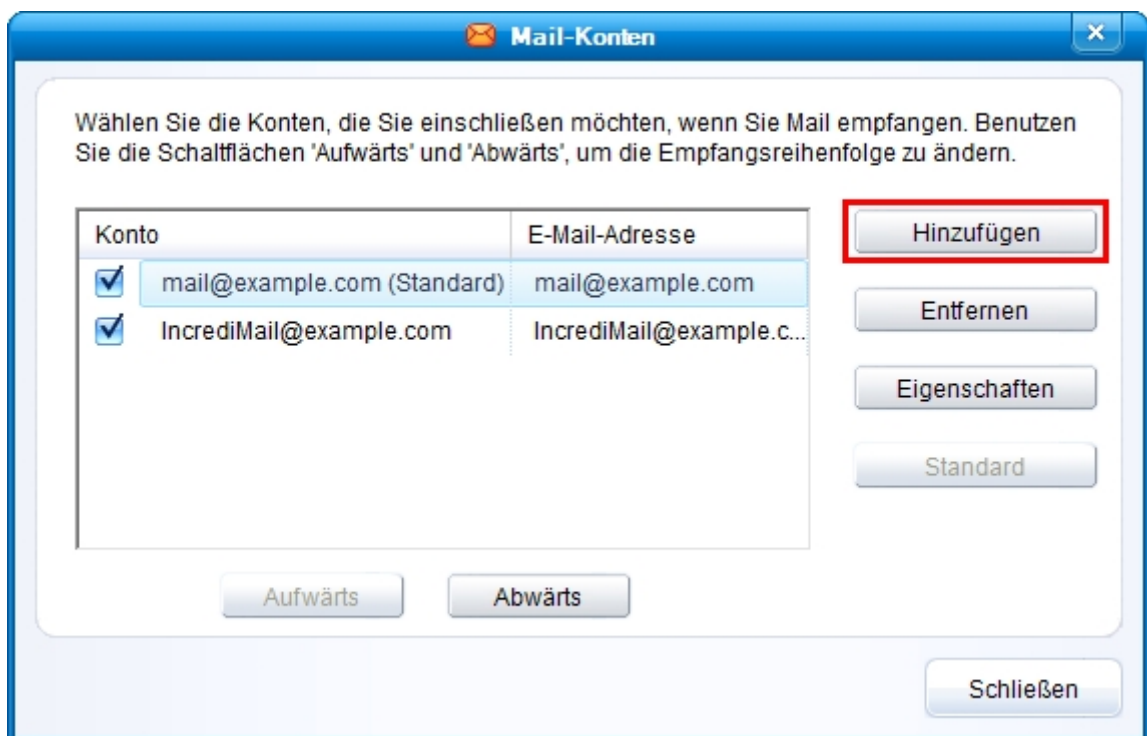 Mail-Konten
Wählen Sie die Konten, die Sie einschließen möchten, wenn Sie Mail empfangen. Benutzen
Sie die Schaltflächen 'Aufwärts' und 'Abwärts', um die Empfangsreihenfolge zu ändern.
Konto E-Mail-Adresse
mail@example.com (Standard) mail@example.com
IncrediMail@example.com IncrediMail@example.c...
Hinzufügen
Entfernen
Eigenschaften
Standard
Aufwärts Abwärts
Schließen